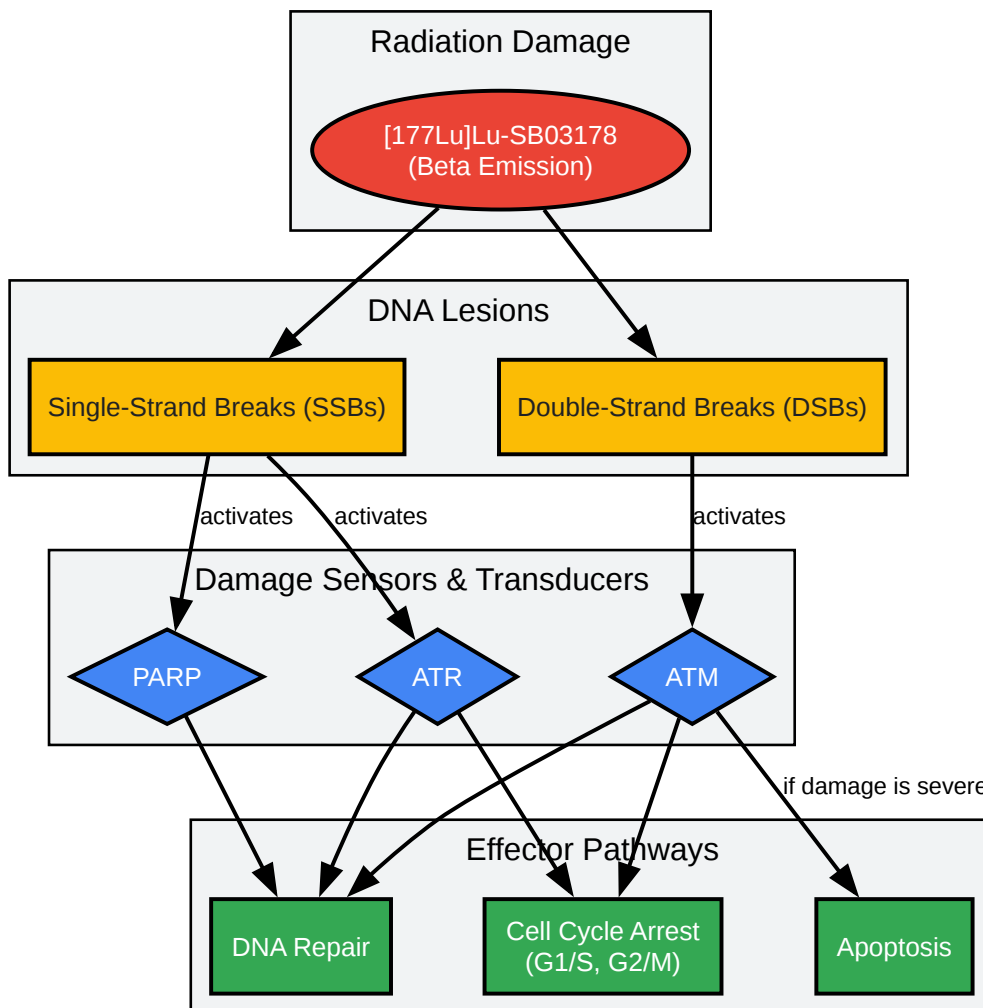 Radiation Damage
[177Lu]Lu-SB03178
(Beta Emission)
DNA Lesions
Single-Strand Breaks (SSBs)
Double-Strand Breaks (DSBs)
activates
activates
activates
Damage Sensors & Transducers
PARP
ATR
ATM
if damage is severe
Effector Pathways
DNA Repair
Cell Cycle Arrest
(G1/S, G2/M)
Apoptosis